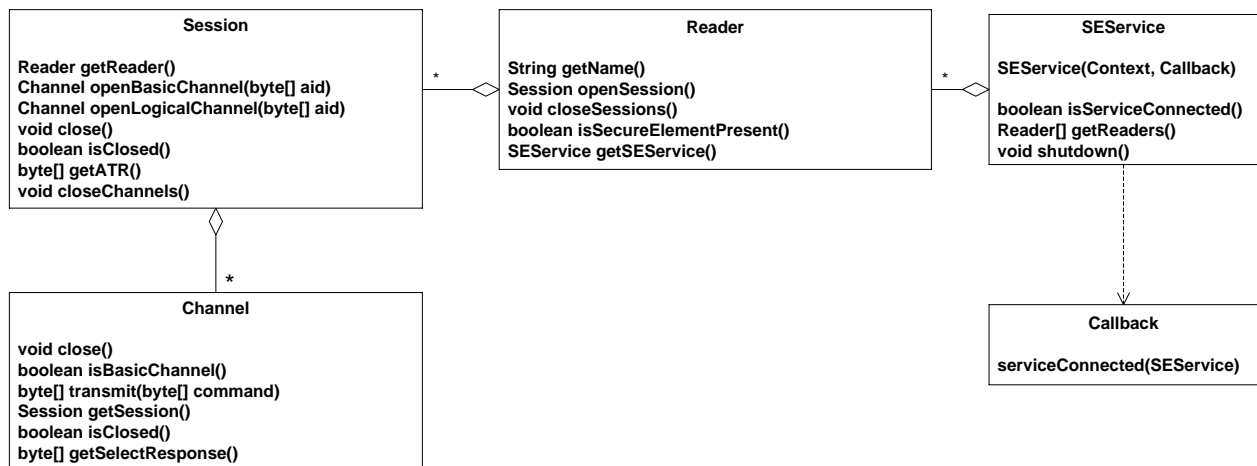 Session
Reader getReader()
Channel openBasicChannel(byte[] aid)
Channel openLogicalChannel(byte[] aid)
void close()
boolean isClosed()
byte[] getATR()
void closeChannels()
*
Reader
String getName()
Session openSession()
void closeSessions()
boolean isSecureElementPresent()
SEService getSEService()
*
SEService
SEService(Context, Callback)
boolean isServiceConnected()
Reader[] getReaders()
void shutdown()
*
Channel
void close()
boolean isBasicChannel()
byte[] transmit(byte[] command)
Session getSession()
boolean isClosed()
byte[] getSelectResponse()
Callback
serviceConnected(SEService)